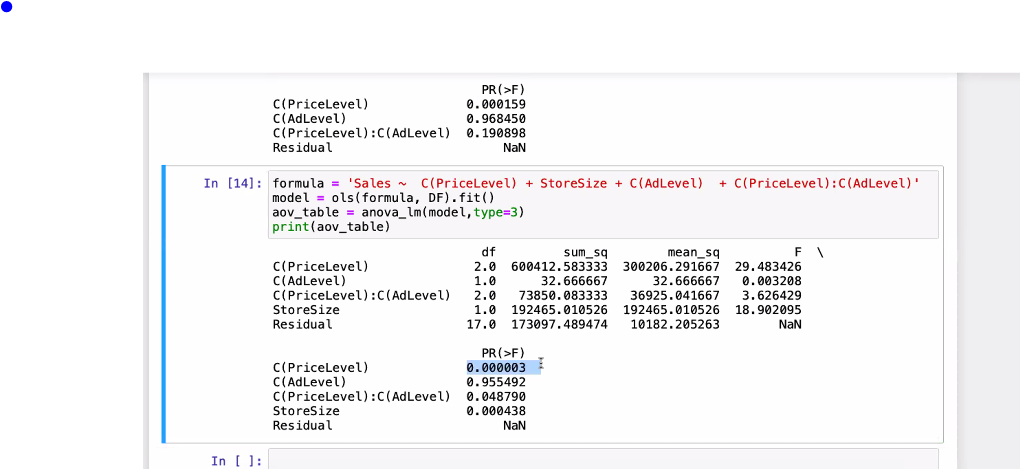 PR(>F)
C(PriceLevel) 0.000159
C(AdLevel) 0.968450
C(PriceLevel):C(AdLevel) 0.190898
Residual NaN
In [14]: formula = 'Sales ~ C(PriceLevel) + StoreSize + C(AdLevel) + C(PriceLevel):C(AdLevel)'
model = ols(formula, DF).fit()
aov_table = anova_lm(model,type=3)
print(aov_table)
df sum_sq mean_sq F \
C(PriceLevel) 2.0 600412.583333 300206.291667 29.483426
C(AdLevel) 1.0 32.666667 32.666667 0.003208
C(PriceLevel):C(AdLevel) 2.0 73850.083333 36925.041667 3.626429
StoreSize 1.0 192465.010526 192465.010526 18.902095
Residual 17.0 173097.489474 10182.205263 NaN
PR(>F)
C(PriceLevel) 0.000003
C(AdLevel) 0.955492
C(PriceLevel):C(AdLevel) 0.048790
StoreSize 0.000438
Residual NaN
In [ ]: